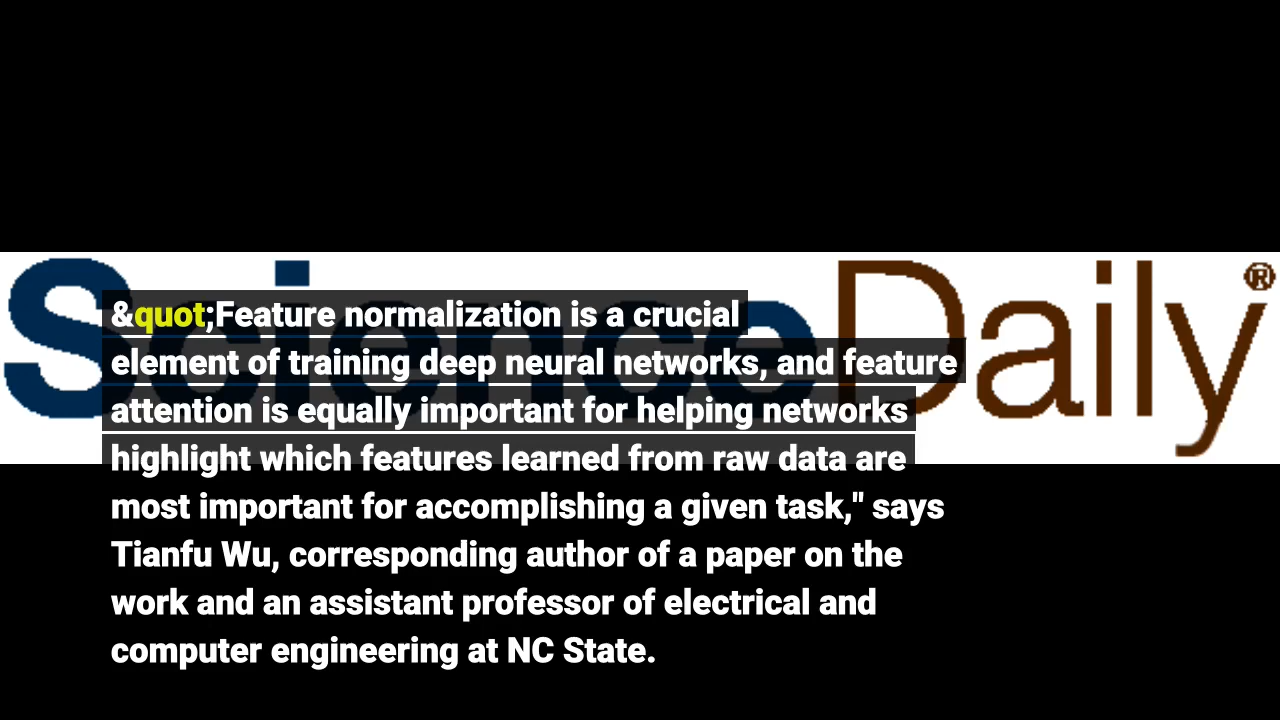 ScienceDaily®
&quot;Feature normalization is a crucial
element of training deep neural networks, and feature
attention is equally important for helping networks
highlight which features learned from raw data are
most important for accomplishing a given task," says
Tianfu Wu, corresponding author of a paper on the
work and an assistant professor of electrical and
computer engineering at NC State.